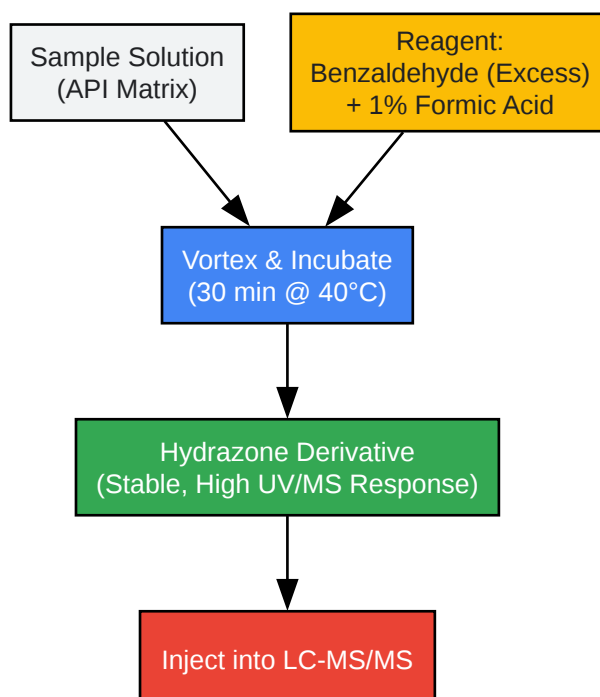 Sample Solution
(API Matrix)
Reagent:
Benzaldehyde (Excess)
+ 1% Formic Acid
Vortex & Incubate
(30 min @ 40°C)
Hydrazone Derivative
(Stable, High UV/MS Response)
Inject into LC-MS/MS